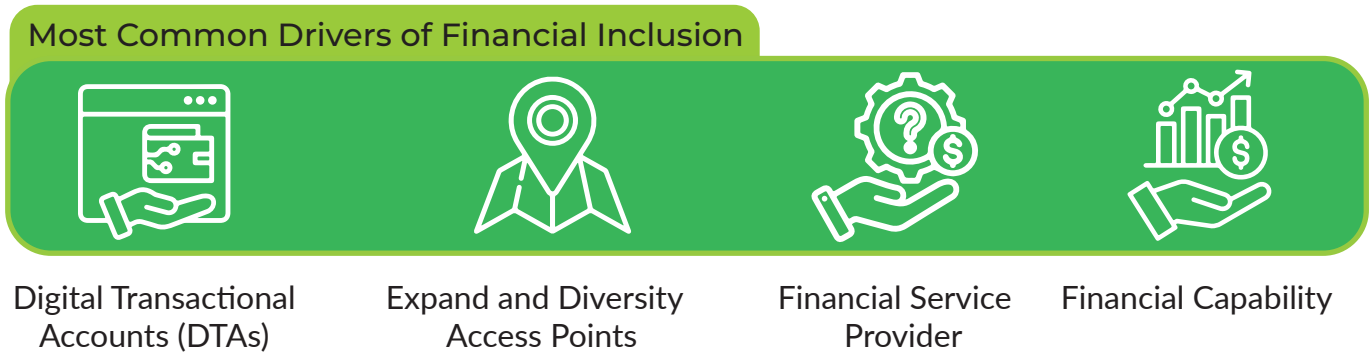 Most Common Drivers of Financial Inclusion
?
$
$
Digital Transactional
Accounts (DTAs)
Expand and Diversity
Access Points
Financial Service
Provider
Financial Capability